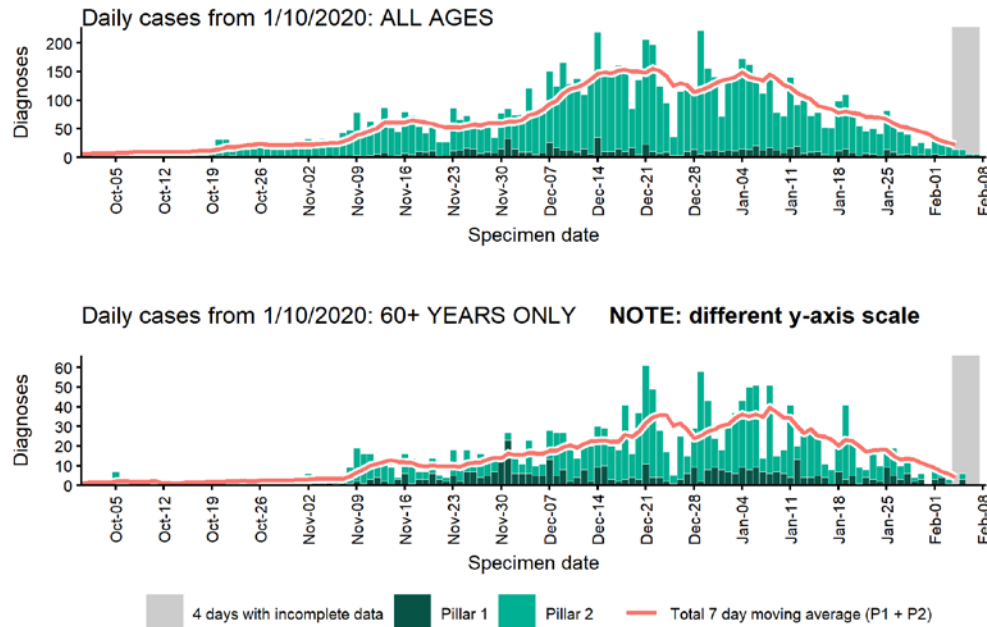 Daily cases from 1/10/2020: ALL AGES
Diagnoses
200
150
100
50
0
Oct-05
Oct-12
Oct-19
Oct-26
Nov-02
Nov-09
Nov-16
Nov-23
Nov-30
Dec-07
Dec-14
Dec-21
Dec-28
Jan-04
Jan-11
Jan-18
Jan-25
Feb-01
Feb-08
Specimen date
Daily cases from 1/10/2020: 60+ YEARS ONLY NOTE: different y-axis scale
Diagnoses
60
50
40
30
20
10
0
Oct-05
Oct-12
Oct-19
Oct-26
Nov-02
Nov-09
Nov-16
Nov-23
Nov-30
Dec-07
Dec-14
Dec-21
Dec-28
Jan-04
Jan-11
Jan-18
Jan-25
Feb-01
Feb-08
Specimen date
4 days with incomplete data
Pillar 1
Pillar 2
Total 7 day moving average (P1 + P2)